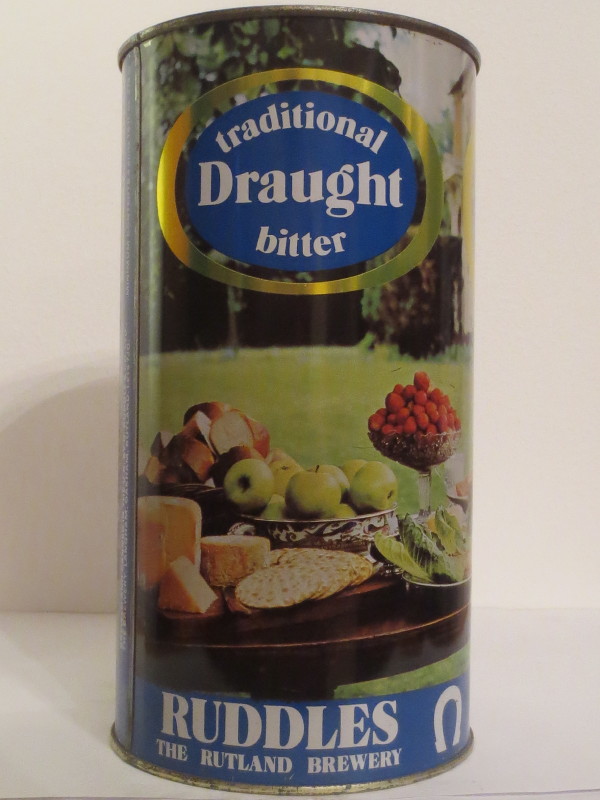 traditional
Draught
bitter
RUDDLES
THE RUTLAND BREWERY